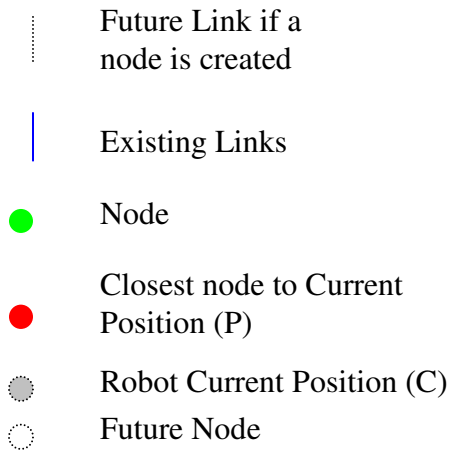 Future Link if a
node is created
Existing Links
Node
Closest node to Current
Position (P)
Robot Current Position (C)
Future Node